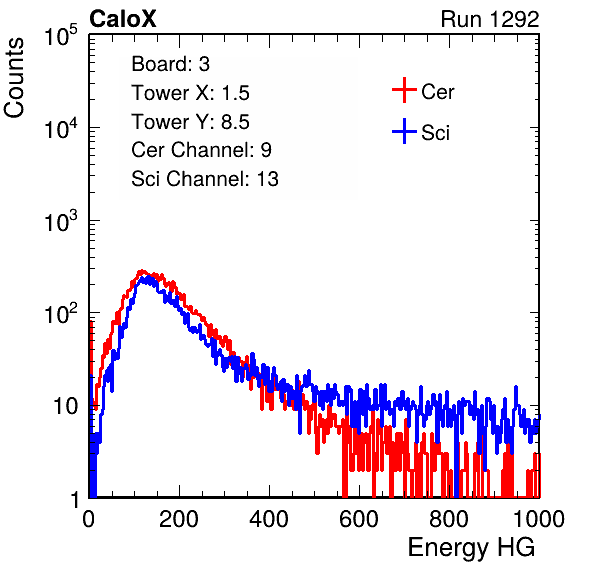 CaloX Run 1292
Counts
10^5
10^4
10^3
10^2
10
1
Board: 3
Tower X: 1.5
Tower Y: 8.5
Cer Channel: 9
Sci Channel: 13
Cer
Sci
0 200 400 600 800 1000
Energy HG